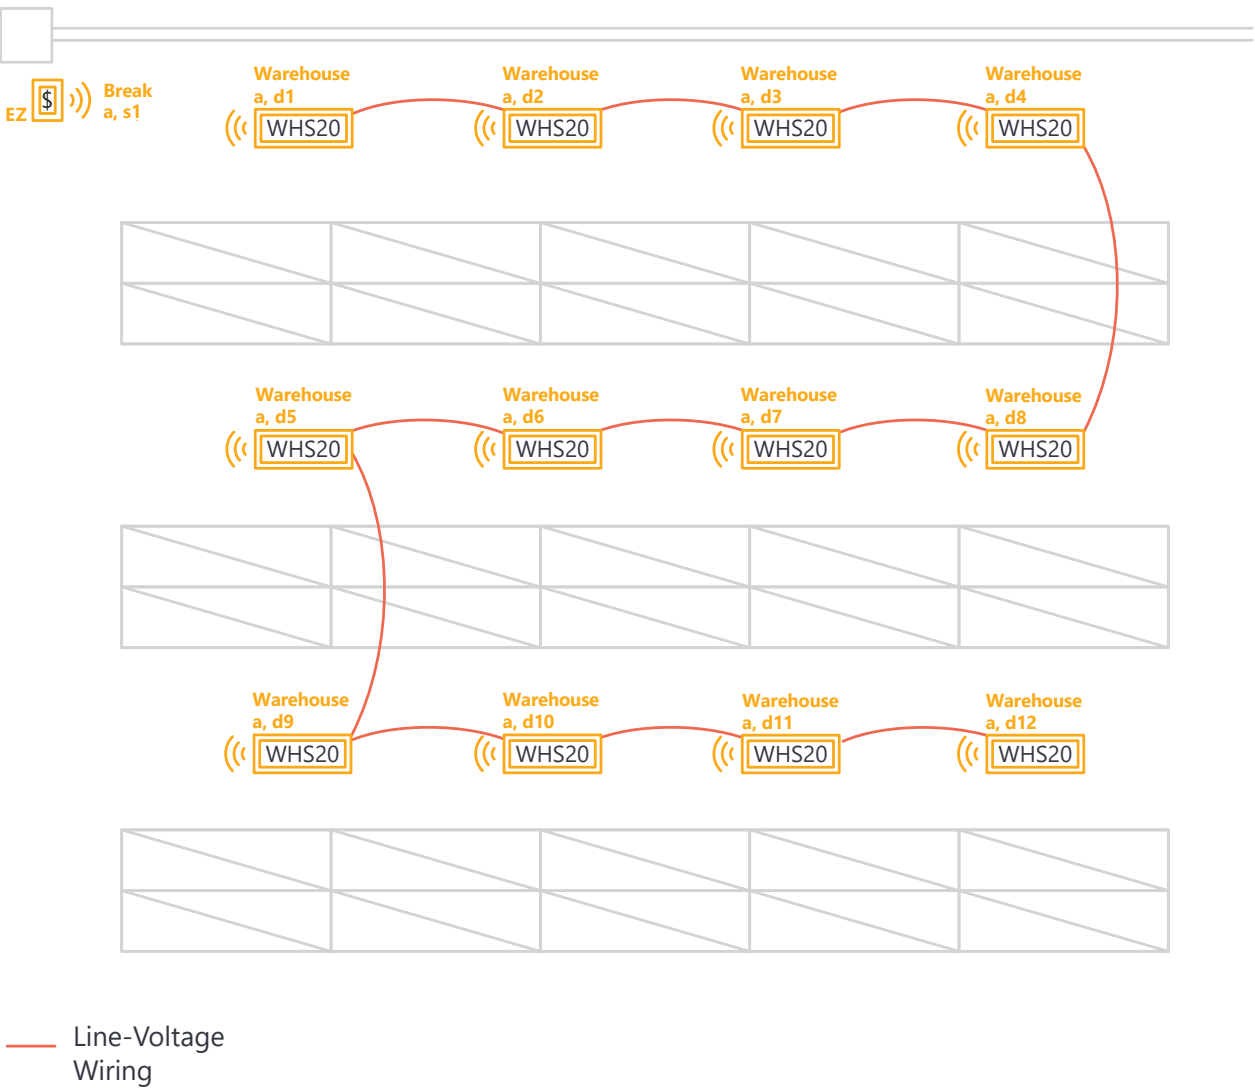 EZ
$
Break
a, s1
Warehouse
a, d1
WHS20
Warehouse
a, d2
WHS20
Warehouse
a, d3
WHS20
Warehouse
a, d4
WHS20
Warehouse
a, d5
WHS20
Warehouse
a, d6
WHS20
Warehouse
a, d7
WHS20
Warehouse
a, d8
WHS20
Warehouse
a, d9
WHS20
Warehouse
a, d10
WHS20
Warehouse
a, d11
WHS20
Warehouse
a, d12
WHS20
Line-Voltage
Wiring